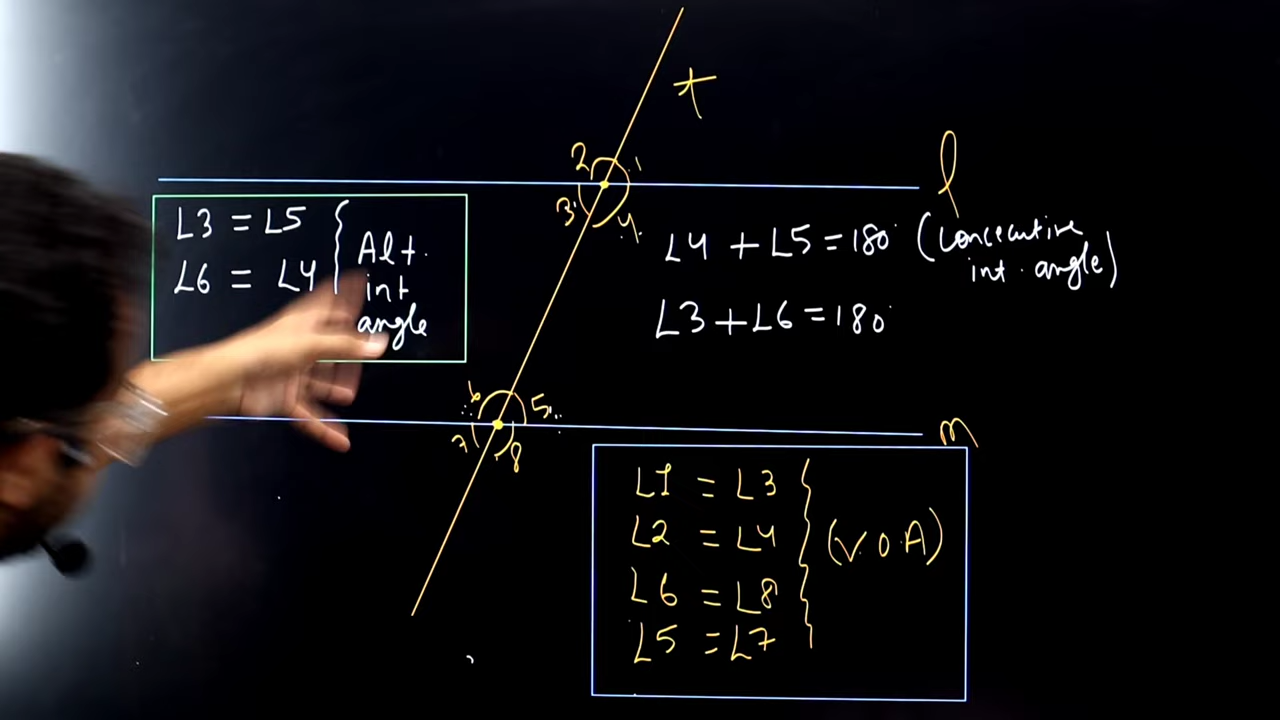 t
2 1
l
3 4
L3 = L5
L6 = L4
Alt.
int
angle
L4 + L5 = 180° (Concecutive
int. angle)
L3 + L6 = 180°
6 5
m
7 8
L1 = L3
L2 = L4
L6 = L8
L5 = L7
(V.O.A)